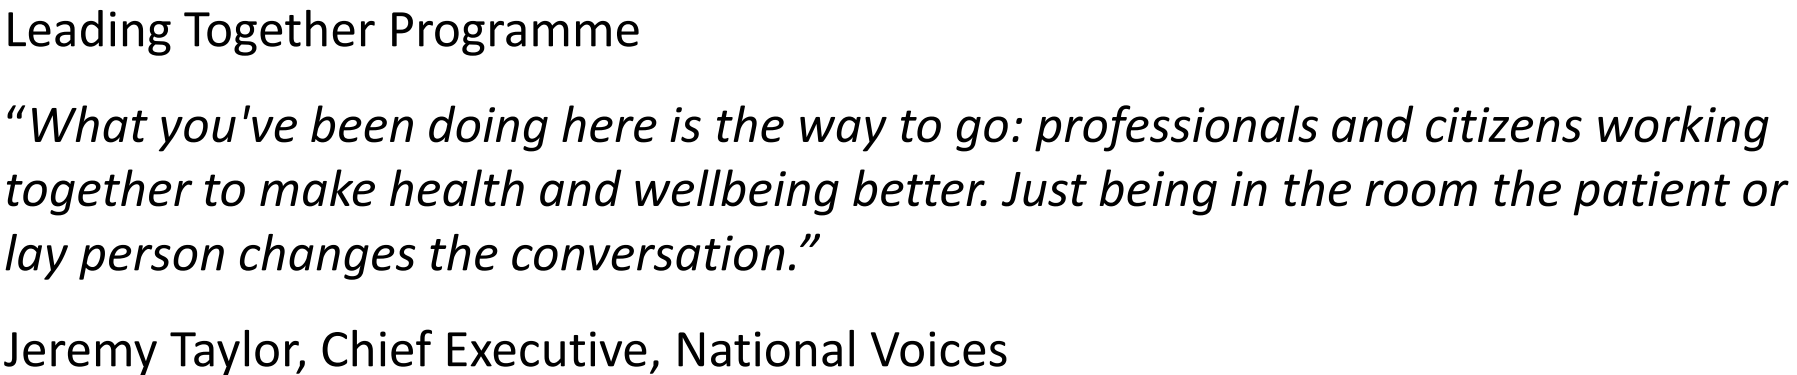 Leading Together Programme
“What you've been doing here is the way to go: professionals and citizens working
together to make health and wellbeing better. Just being in the room the patient or
lay person changes the conversation.”
Jeremy Taylor, Chief Executive, National Voices